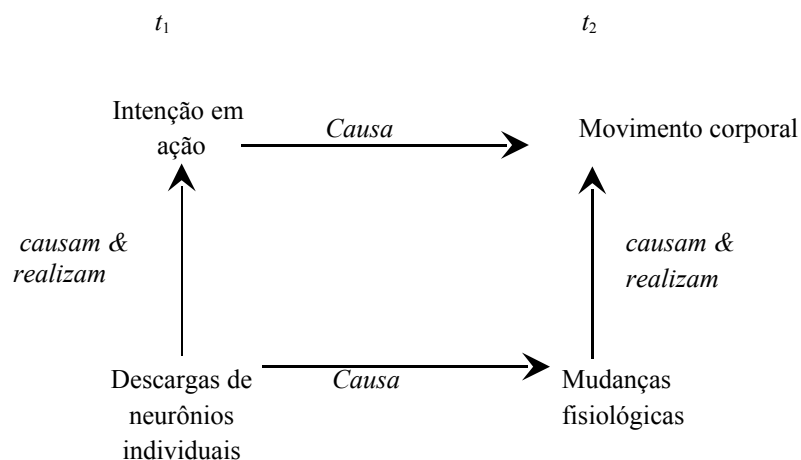 t₁
t₂
Intenção em
ação
Causa
Movimento corporal
causam &
realizam
causam &
realizam
Descargas de
neurônios
individuais
Causa
Mudanças
fisiológicas